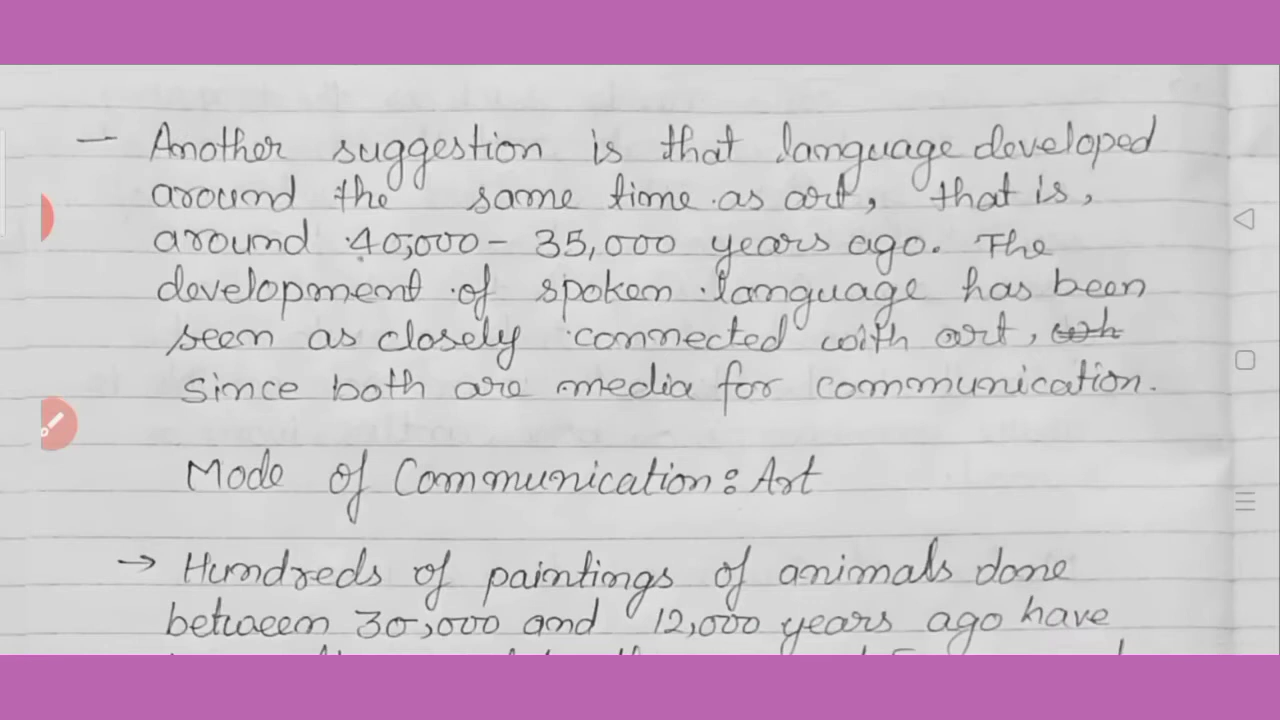 — Another suggestion is that language developed
around the same time as art, that is,
around 40,000 - 35,000 years ago. The
development of spoken language has been
seen as closely connected with art,
since both are media for communication.
Mode of Communication: Art
→ Hundreds of paintings of animals done
between 30,000 and 12,000 years ago have